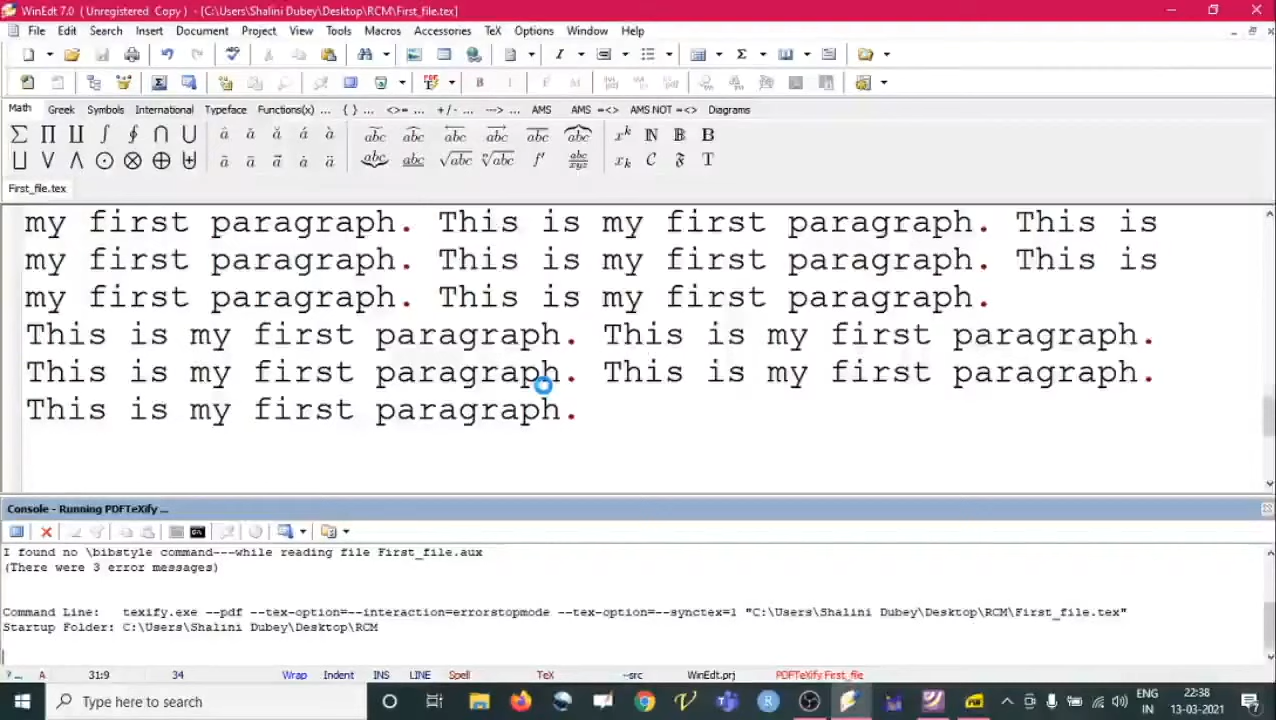 WinEdt 7.0 ( Unregistered Copy ) - [C:\Users\Shalini Dubey\Desktop\RCM\First_file.tex]
File Edit Search Insert Document Project View Tools Macros Accessories TeX Options Window Help
Math Greek Symbols International Typeface Functions(x) ... { } ... <>= ... +/- ... ---> ... AMS AMS =<> AMS NOT =<> Diagrams
First_file.tex
my first paragraph. This is my first paragraph. This is
my first paragraph. This is my first paragraph. This is
my first paragraph. This is my first paragraph.
This is my first paragraph. This is my first paragraph.
This is my first paragraph. This is my first paragraph.
This is my first paragraph.
Console - Running PDFTeXify ...
I found no \bibstyle command---while reading file First_file.aux
(There were 3 error messages)
Command Line: texify.exe --pdf --tex-option=--interaction=errorstopmode --tex-option=--synctex=1 "C:\Users\Shalini Dubey\Desktop\RCM\First_file.tex"
Startup Folder: C:\Users\Shalini Dubey\Desktop\RCM
?... A 31:9 34 Wrap Indent INS LINE Spell TeX --src WinEdt.prj PDFTeXify First_file
Type here to search
ENG 22:38
IN 13-03-2021